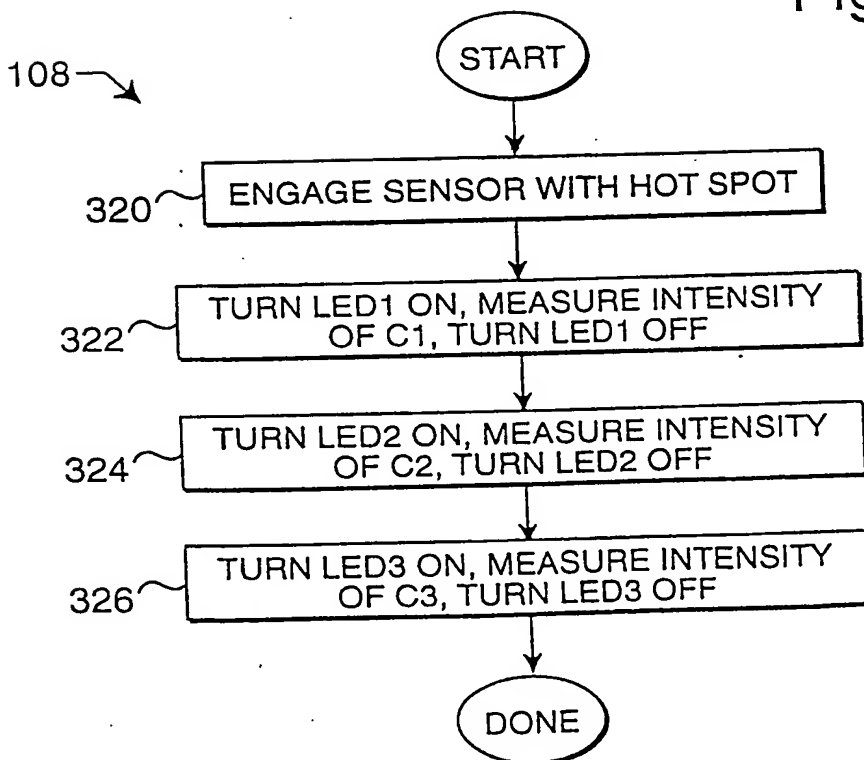 Fig
108
START
320
ENGAGE SENSOR WITH HOT SPOT
322
TURN LED1 ON, MEASURE INTENSITY
OF C1, TURN LED1 OFF
324
TURN LED2 ON, MEASURE INTENSITY
OF C2, TURN LED2 OFF
326
TURN LED3 ON, MEASURE INTENSITY
OF C3, TURN LED3 OFF
DONE